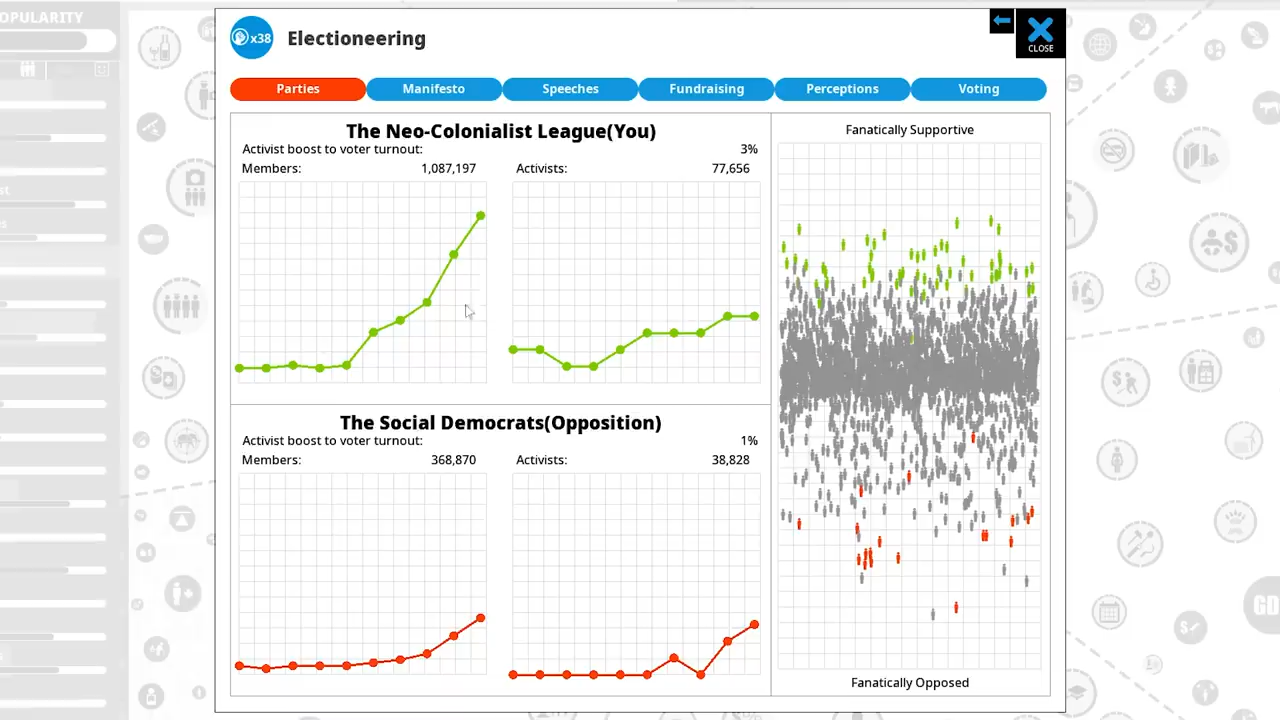 OPULARITY
x38
Electioneering
CLOSE
Parties
Manifesto
Speeches
Fundraising
Perceptions
Voting
The Neo-Colonialist League(You)
Activist boost to voter turnout:
3%
Members:
1,087,197
Activists:
77,656
The Social Democrats(Opposition)
Activist boost to voter turnout:
1%
Members:
368,870
Activists:
38,828
Fanatically Supportive
Fanatically Opposed
GD